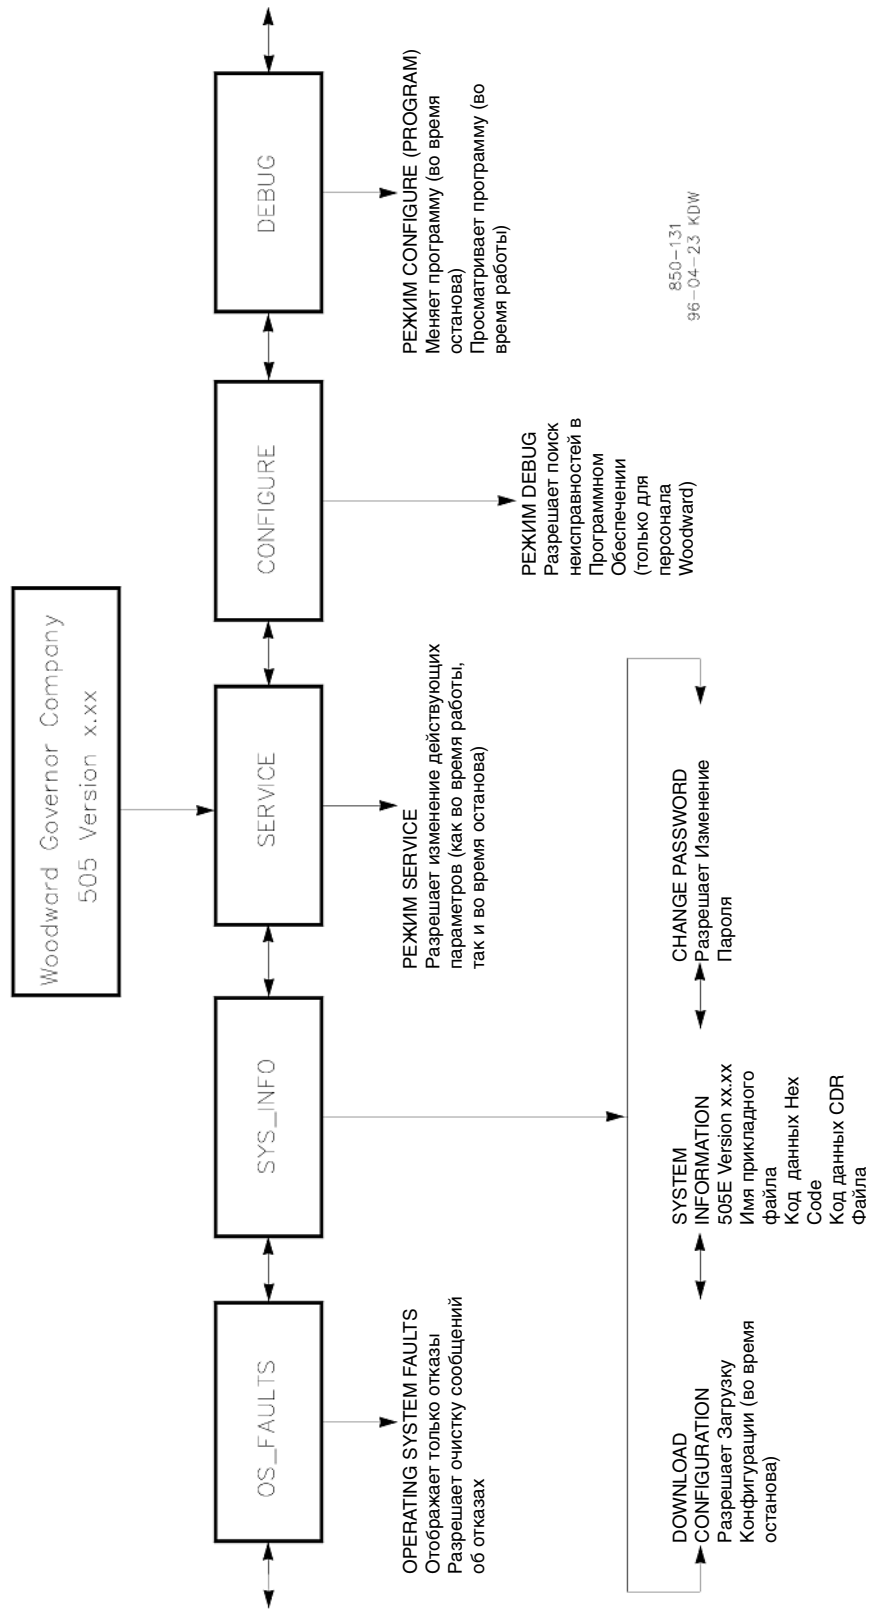 Woodward Governor Company
505 Version x.xx
OS_FAULTS
SYS_INFO
SERVICE
CONFIGURE
DEBUG
OPERATING SYSTEM FAULTS
Отображает только отказы
Разрешает очистку сообщений
об отказах
РЕЖИМ SERVICE
Разрешает изменение действующих
параметров (как во время работы,
так и во время останова)
РЕЖИМ DEBUG
Разрешает поиск
неисправностей в
Программном
Обеспечении
(только для
персонала
Woodward)
РЕЖИМ CONFIGURE (PROGRAM)
Меняет программу (во время
останова)
Просматривает программу (во
время работы)
DOWNLOAD
CONFIGURATION
Разрешает Загрузку
Конфигурации (во время
останова)
SYSTEM
INFORMATION
505E Version xx.xx
Имя прикладного
файла
Код данных Hex
Code
Код данных CDR
Файла
CHANGE PASSWORD
Разрешает Изменение
Пароля
850-131
96-04-23 KDW